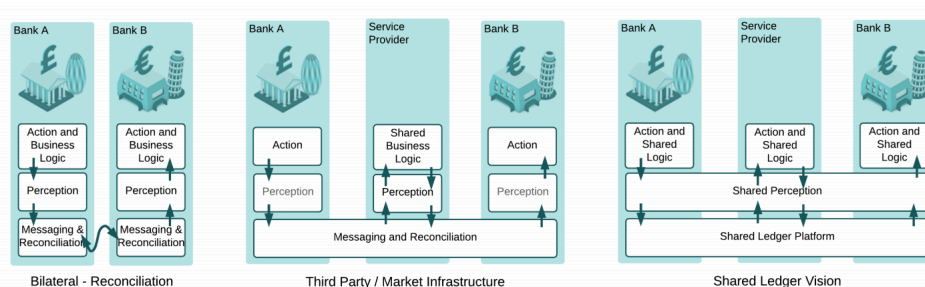 Bank A
Bank B
Action and
Business
Logic
Action and
Business
Logic
Perception
Perception
Messaging &
Reconciliation
Messaging &
Reconciliation
Bilateral - Reconciliation
Bank A
Service
Provider
Bank B
Action
Shared
Business
Logic
Action
Perception
Perception
Perception
Messaging and Reconciliation
Third Party / Market Infrastructure
Bank A
Service
Provider
Bank B
Action and
Shared
Logic
Action and
Shared
Logic
Action and
Shared
Logic
Shared Perception
Shared Ledger Platform
Shared Ledger Vision